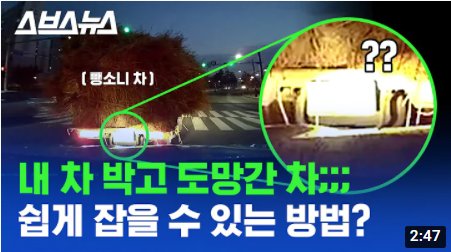 스브스뉴스
( 뺑소니 차 )
??
내 차 박고 도망간 차;;;
쉽게 잡을 수 있는 방법?
2:47